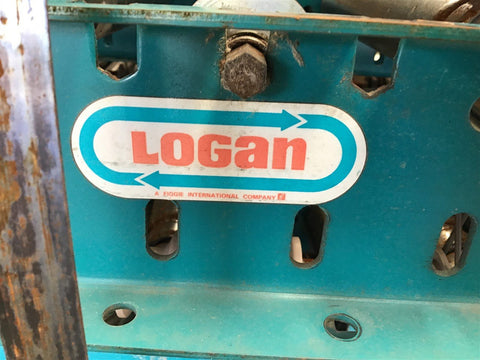 LOGan
A FIGGIE INTERNATIONAL COMPANY